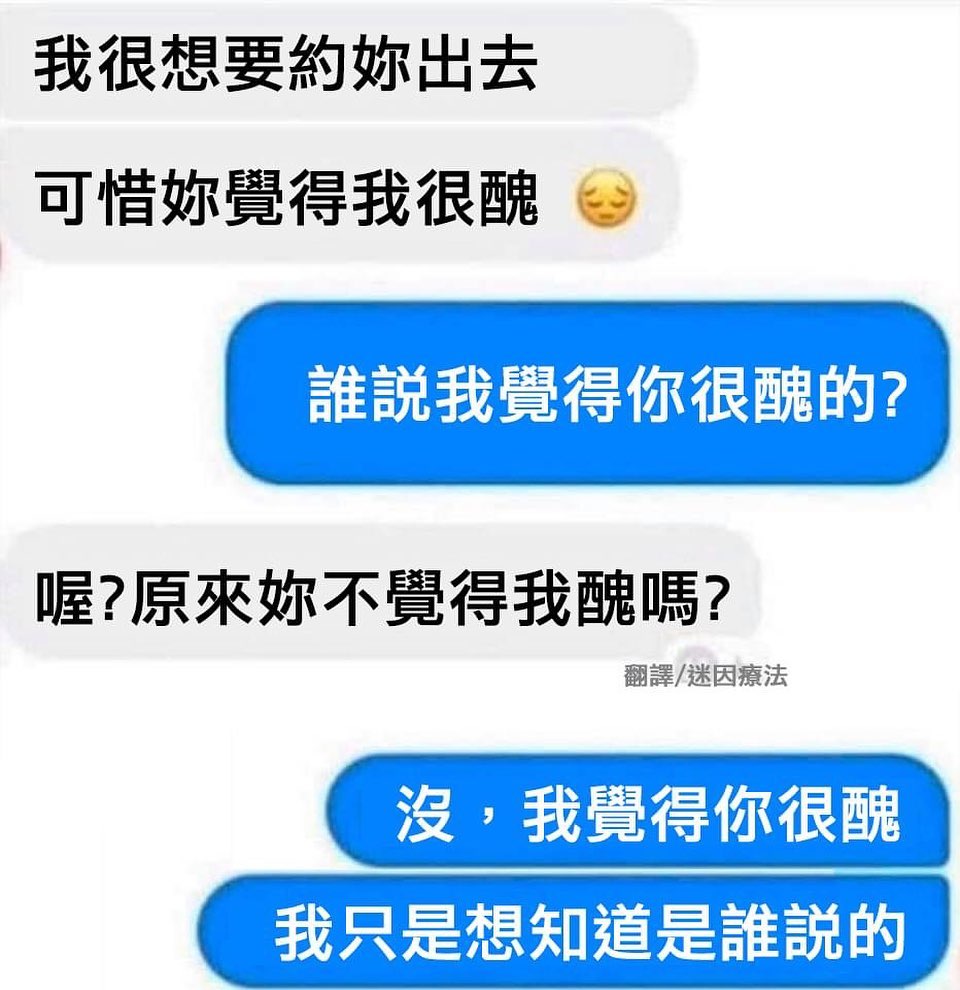 我很想要約妳出去
可惜妳覺得我很醜 😔
誰說我覺得你很醜的?
喔?原來妳不覺得我醜嗎?
翻譯/迷因療法
沒，我覺得你很醜
我只是想知道是誰說的